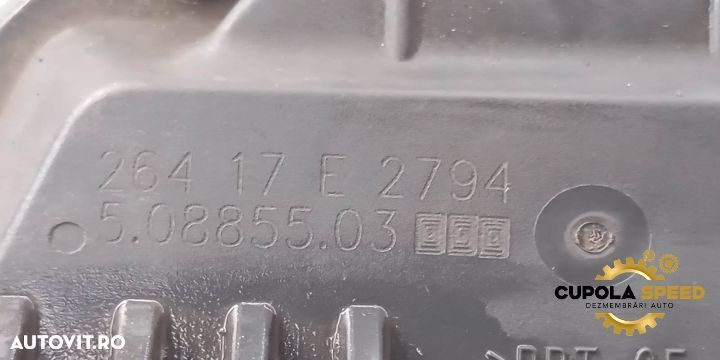 264 17 E 2794
5.08855.03
CUPOLA SPEED
DEZMEMBRĂRI AUTO
AUTOVIT.RO